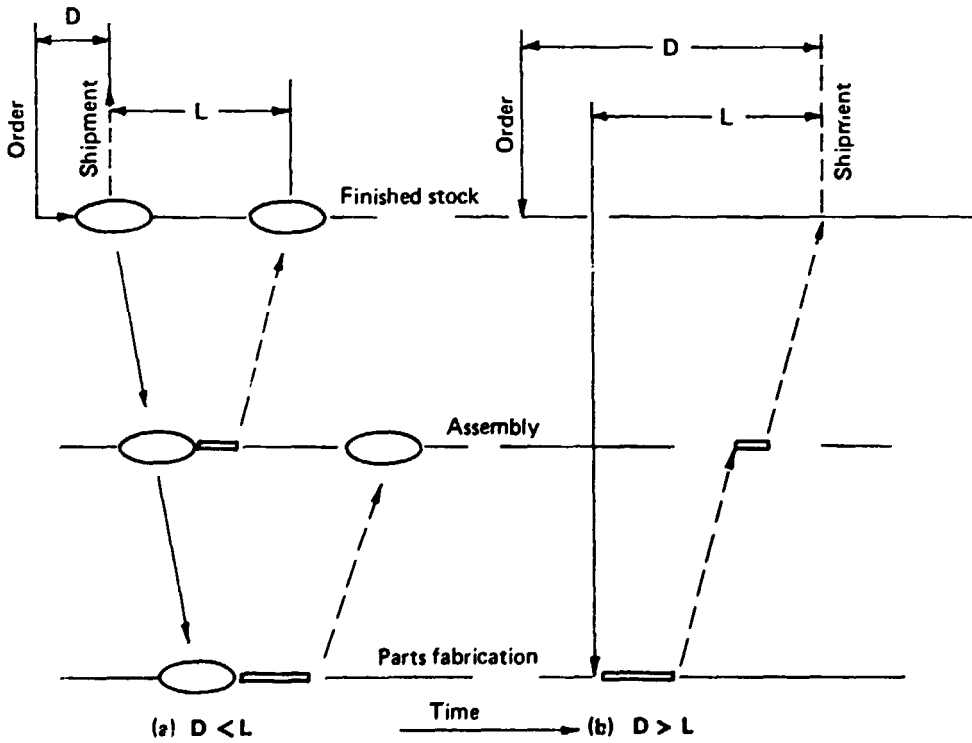 D
Order
Shipment
L
Finished stock
Assembly
Parts fabrication
(a) D < L
Time
D
Order
L
Shipment
(b) D > L